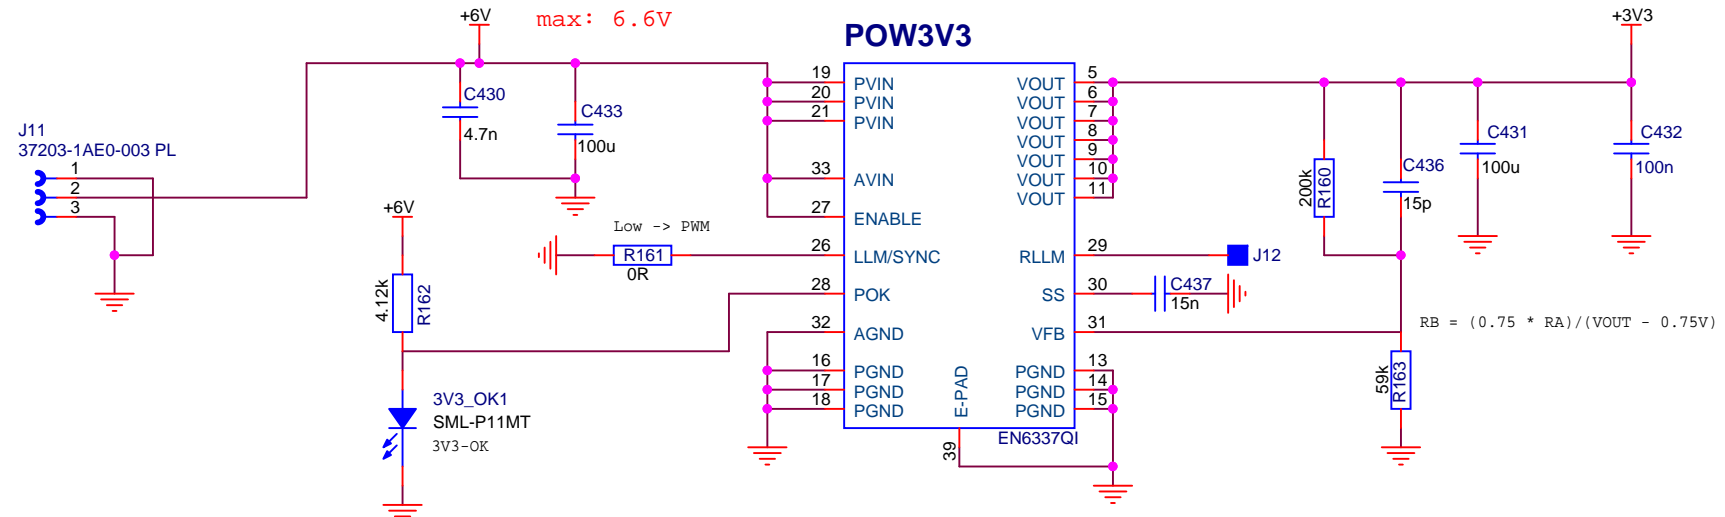 +6V
max: 6.6V
POW3V3
+3V3
J11
37203-1AE0-003 PL
1
2
3
C430
4.7n
C433
100u
19
PVIN
20
PVIN
21
PVIN
33
AVIN
27
ENABLE
26
LLM/SYNC
28
POK
32
AGND
16
PGND
17
PGND
18
PGND
E-PAD
39
EN6337QI
VOUT
5
VOUT
6
VOUT
7
VOUT
8
VOUT
9
VOUT
10
VOUT
11
RLLM
29
SS
30
VFB
31
PGND
13
PGND
14
PGND
15
Low -> PWM
R161
0R
+6V
4.12k
R162
3V3_OK1
SML-P11MT
3V3-OK
J12
C437
15n
200k
R160
C436
15p
C431
100u
C432
100n
RB = (0.75 * RA)/(VOUT - 0.75V)
59k
R163